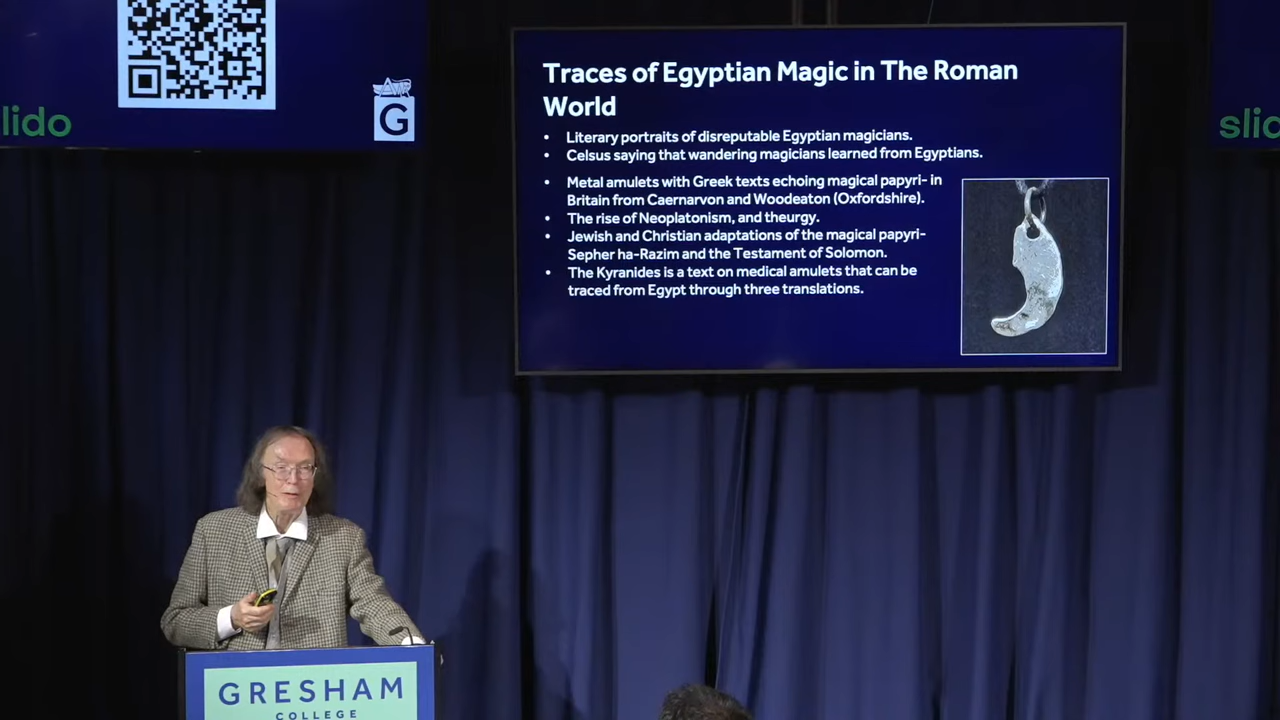 lido
G
Traces of Egyptian Magic in The Roman
World
• Literary portraits of disreputable Egyptian magicians.
• Celsus saying that wandering magicians learned from Egyptians.
• Metal amulets with Greek texts echoing magical papyri- in
Britain from Caernarvon and Woodeaton (Oxfordshire).
• The rise of Neoplatonism, and theurgy.
• Jewish and Christian adaptations of the magical papyri-
Sepher ha-Razim and the Testament of Solomon.
• The Kyranides is a text on medical amulets that can be
traced from Egypt through three translations.
slid
GRESHAM
COLLEGE